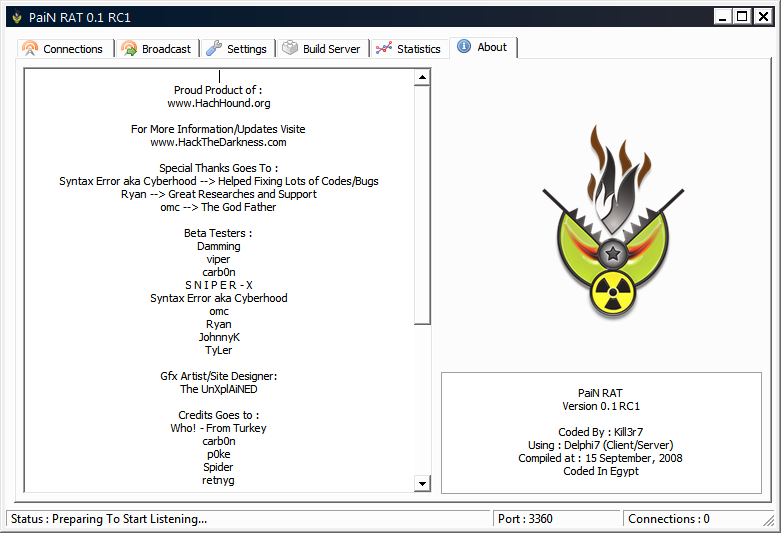 PaiN RAT 0.1 RC1
Connections
Broadcast
Settings
Build Server
Statistics
About
Proud Product of :
www.HachHound.org
For More Information/Updates Visite
www.HackTheDarkness.com
Special Thanks Goes To :
Syntax Error aka Cyberhood --> Helped Fixing Lots of Codes/Bugs
Ryan --> Great Researches and Support
omc --> The God Father
Beta Testers :
Damming
viper
carb0n
S N I P E R - X
Syntax Error aka Cyberhood
omc
Ryan
JohnnyK
TyLer
Gfx Artist/Site Designer:
The UnXplAiNED
Credits Goes to :
Who! - From Turkey
carb0n
p0ke
Spider
retnyg
PaiN RAT
Version 0.1 RC1
Coded By : Kill3r7
Using : Delphi7 (Client/Server)
Compiled at : 15 September, 2008
Coded In Egypt
Status : Preparing To Start Listening...
Port : 3360
Connections : 0